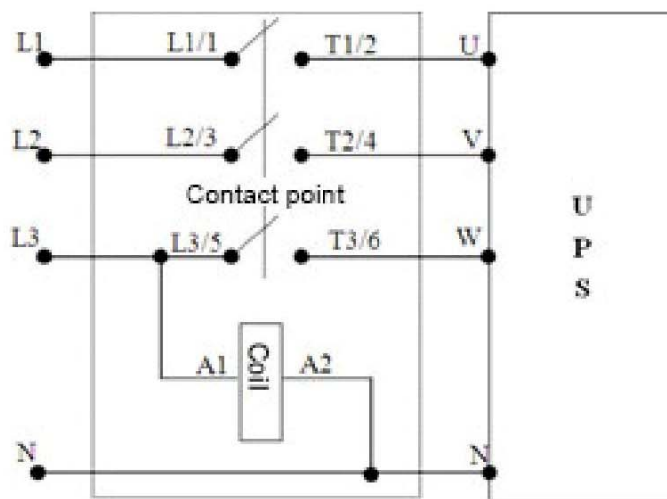 L1 L1/1 T1/2 U
L2 L2/3 T2/4 V
Contact point
L3 L3/5 T3/6 W
UPS
A1 Coil A2
N N